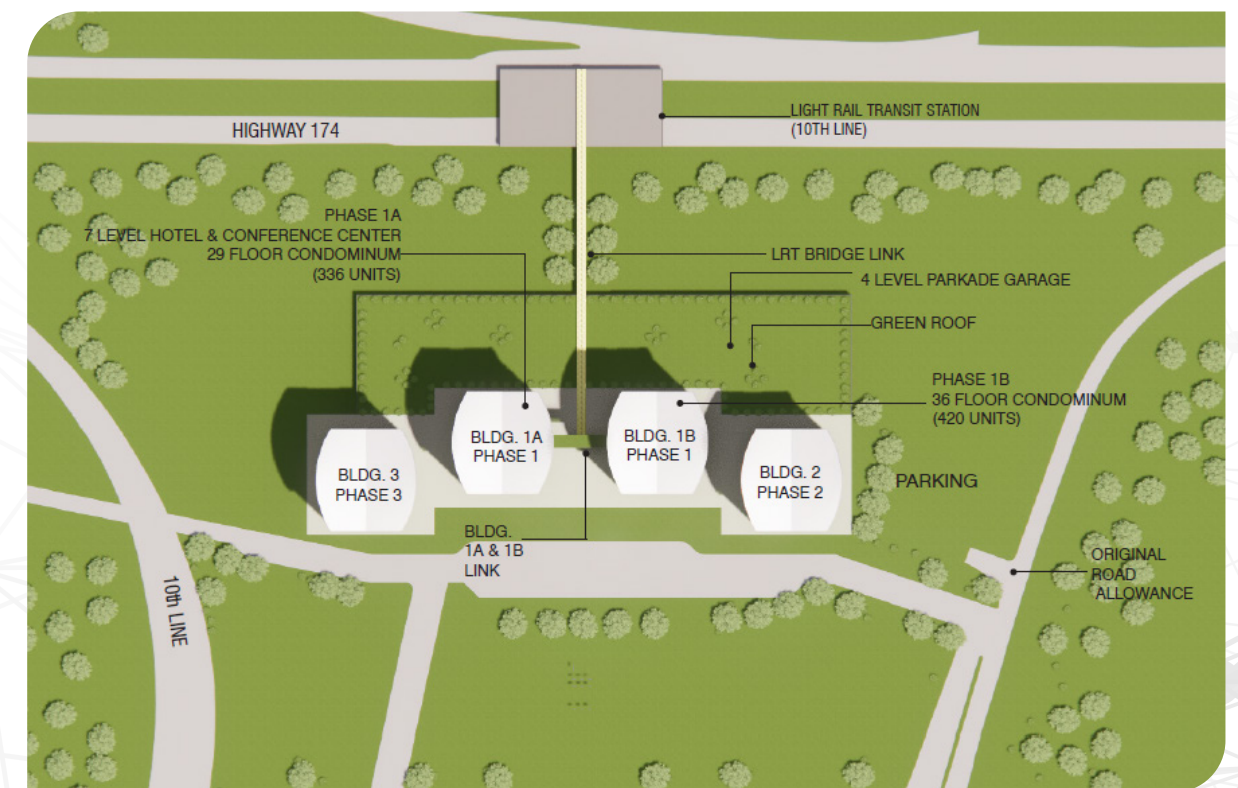 LIGHT RAIL TRANSIT STATION
(10TH LINE)
HIGHWAY 174
PHASE 1A
7 LEVEL HOTEL & CONFERENCE CENTER
29 FLOOR CONDOMINUM
(336 UNITS)
LRT BRIDGE LINK
4 LEVEL PARKADE GARAGE
GREEN ROOF
PHASE 1B
36 FLOOR CONDOMINUM
(420 UNITS)
BLDG. 1A
PHASE 1
BLDG. 1B
PHASE 1
BLDG. 3
PHASE 3
BLDG. 2
PHASE 2
PARKING
BLDG.
1A & 1B
LINK
ORIGINAL
ROAD
ALLOWANCE
10th LINE